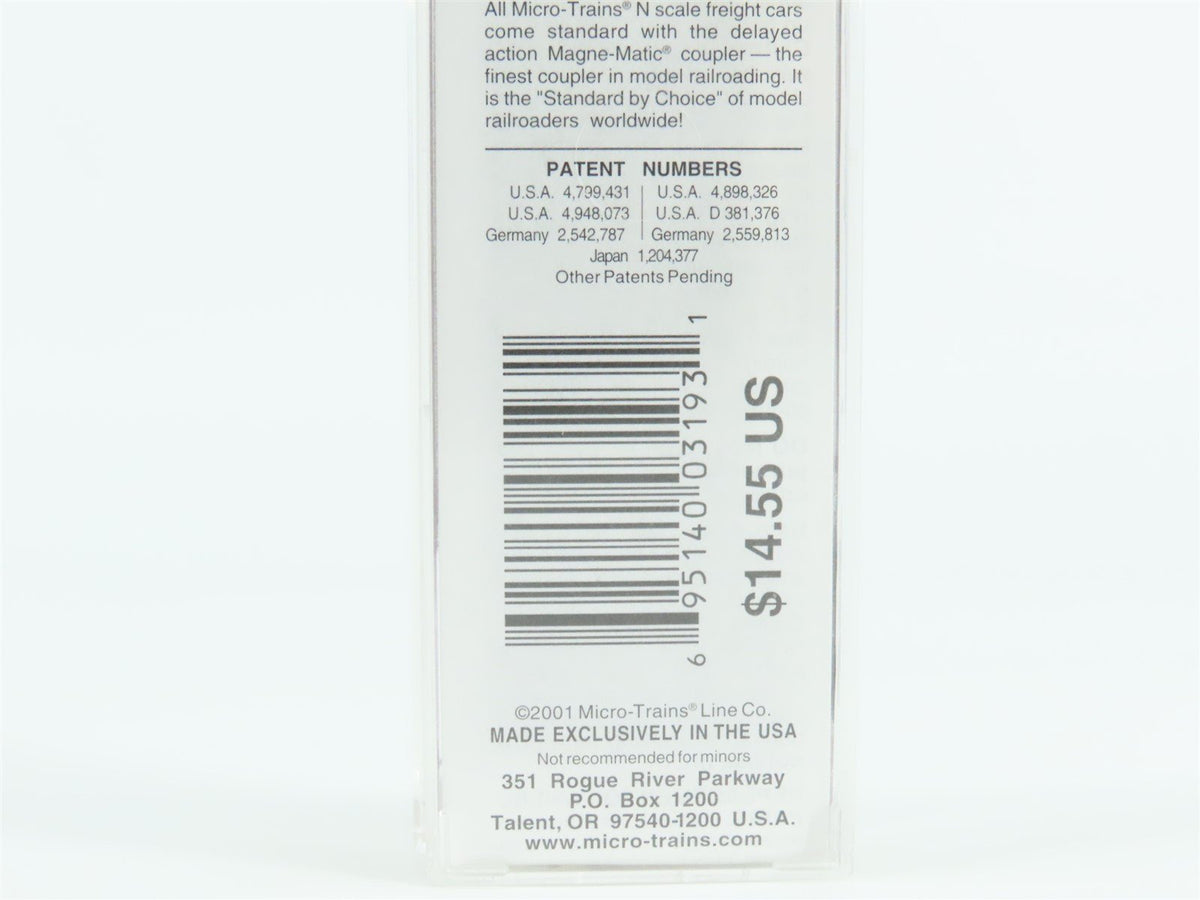 All Micro-Trains® N scale freight cars
come standard with the delayed
action Magne-Matic® coupler — the
finest coupler in model railroading. It
is the "Standard by Choice" of model
railroaders worldwide!
PATENT NUMBERS
U.S.A. 4,799,431 | U.S.A. 4,898,326
U.S.A. 4,948,073 | U.S.A. D 381,376
Germany 2,542,787 | Germany 2,559,813
Japan 1,204,377
Other Patents Pending
6 95140 03193 1
$14.55 US
©2001 Micro-Trains® Line Co.
MADE EXCLUSIVELY IN THE USA
Not recommended for minors
351 Rogue River Parkway
P.O. Box 1200
Talent, OR 97540-1200 U.S.A.
www.micro-trains.com